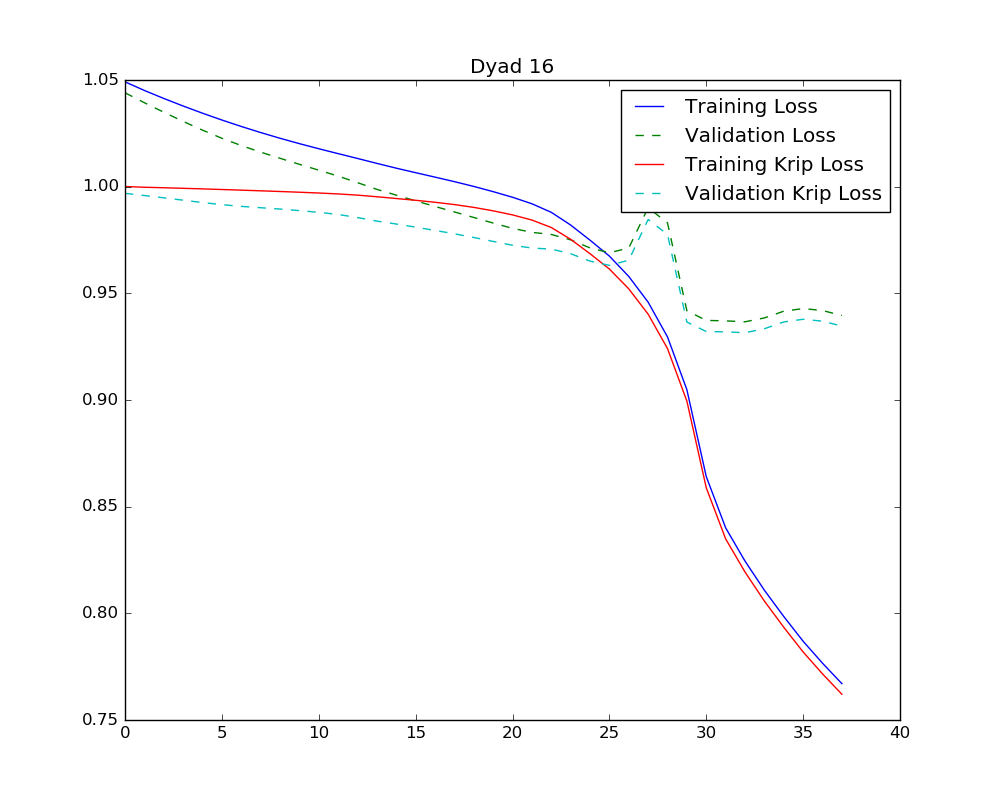 Dyad 16
1.05
1.00
0.95
0.90
0.85
0.80
0.75
Training Loss
Validation Loss
Training Krip Loss
Validation Krip Loss
0 5 10 15 20 25 30 35 40